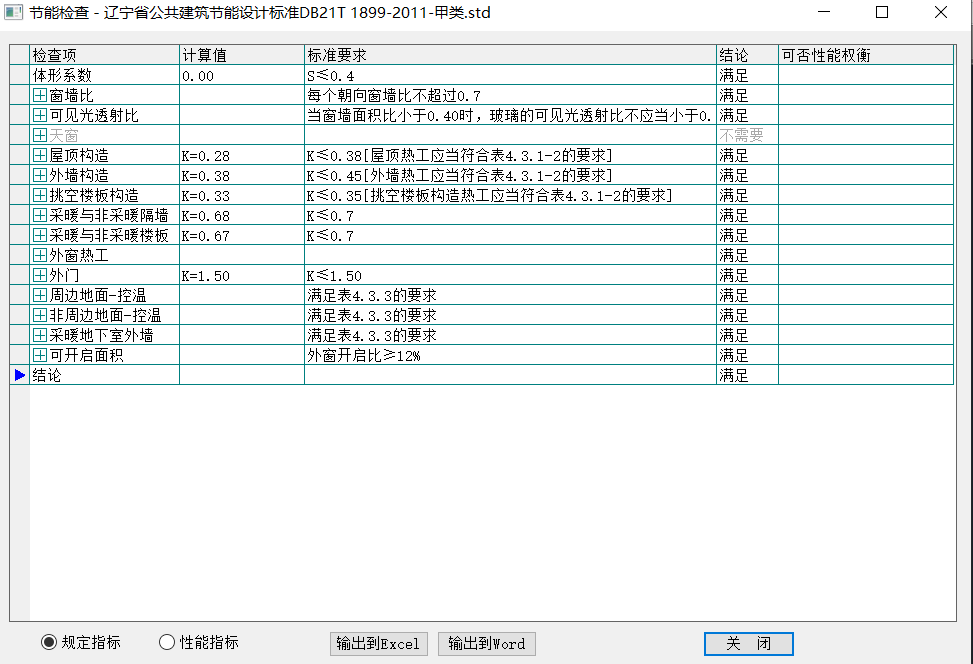 节能检查 - 辽宁省公共建筑节能设计标准DB21T 1899-2011-甲类.std
检查项 计算值 标准要求 结论 可否性能权衡
体形系数 0.00 S≤0.4 满足
窗墙比 每个朝向窗墙比不超过0.7 满足
可见光透射比 当窗墙面积比小于0.40时，玻璃的可见光透射比不应当小于0. 满足
天窗 不需要
屋顶构造 K=0.28 K≤0.38[屋顶热工应当符合表4.3.1-2的要求] 满足
外墙构造 K=0.38 K≤0.45[外墙热工应当符合表4.3.1-2的要求] 满足
挑空楼板构造 K=0.33 K≤0.35[挑空楼板构造热工应当符合表4.3.1-2的要求] 满足
采暖与非采暖隔墙 K=0.68 K≤0.7 满足
采暖与非采暖楼板 K=0.67 K≤0.7 满足
外窗热工 满足
外门 K=1.50 K≤1.50 满足
周边地面-控温 满足表4.3.3的要求 满足
非周边地面-控温 满足表4.3.3的要求 满足
采暖地下室外墙 满足表4.3.3的要求 满足
可开启面积 外窗开启比≥12% 满足
结论 满足
规定指标 性能指标 输出到Excel 输出到Word 关 闭